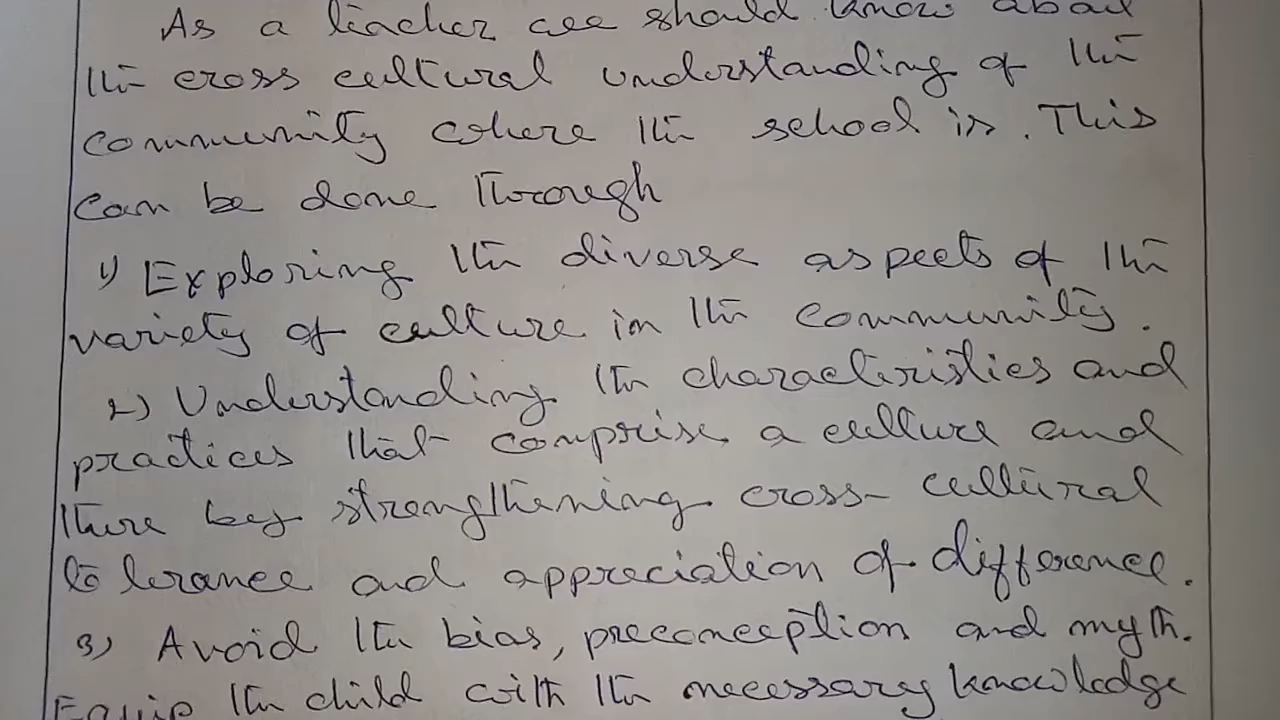 As a teacher we should know about
the cross cultural understanding of the
community where the school is. This
can be done through
1) Exploring the diverse aspects of the
variety of culture in the community.
2) Understanding the characteristics and
practices that comprise a culture and
there by strengthening cross-cultural
tolerance and appreciation of difference.
3) Avoid the bias, preconception and myth.
Equip the child with the necessary knowledge